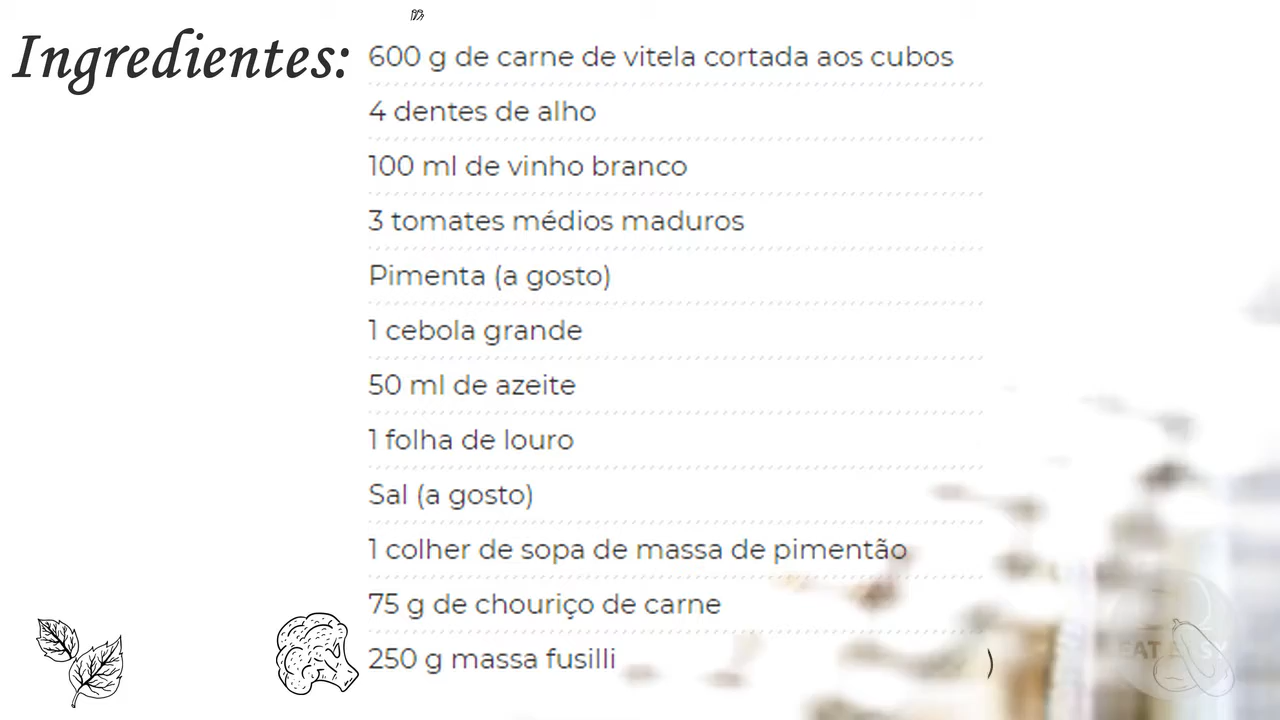 Ingredientes:
600 g de carne de vitela cortada aos cubos
4 dentes de alho
100 ml de vinho branco
3 tomates médios maduros
Pimenta (a gosto)
1 cebola grande
50 ml de azeite
1 folha de louro
Sal (a gosto)
1 colher de sopa de massa de pimentão
75 g de chouriço de carne
250 g massa fusilli
EAT EASY